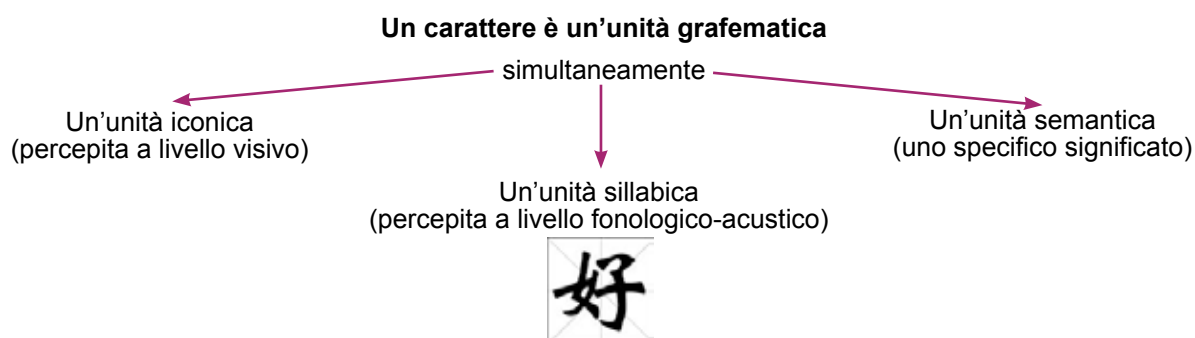 Un carattere è un’unità grafematica
simultaneamente
Un’unità iconica
(percepita a livello visivo)
Un’unità semantica
(uno specifico significato)
Un’unità sillabica
(percepita a livello fonologico-acustico)
好